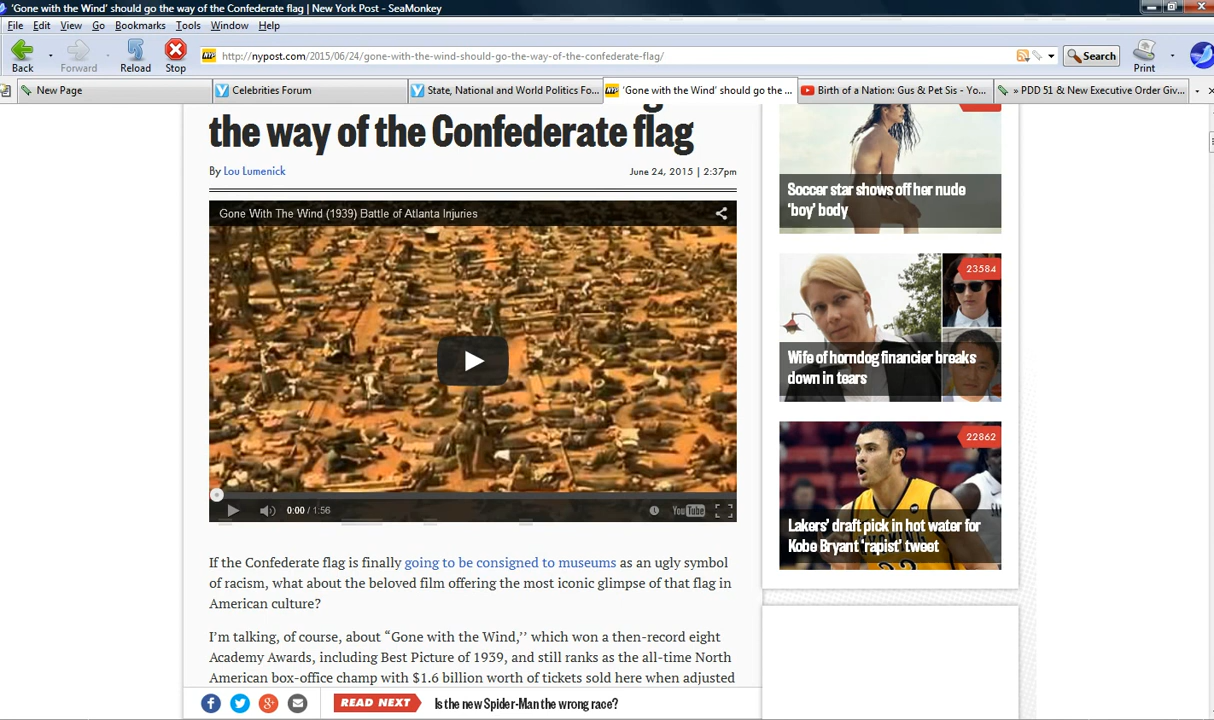 'Gone with the Wind' should go the way of the Confederate flag | New York Post - SeaMonkey
File Edit View Go Bookmarks Tools Window Help
http://nypost.com/2015/06/24/gone-with-the-wind-should-go-the-way-of-the-confederate-flag/
Search
Back Forward Reload Stop Print
New Page Celebrities Forum State, National and World Politics Fo... 'Gone with the Wind' should go the ... Birth of a Nation: Gus & Pet Sis - Yo... » PDD 51 & New Executive Order Giv...
the way of the Confederate flag
By Lou Lumenick June 24, 2015 | 2:37pm
Gone With The Wind (1939) Battle of Atlanta Injuries
0:00 / 1:56 YouTube
If the Confederate flag is finally going to be consigned to museums as an ugly symbol
of racism, what about the beloved film offering the most iconic glimpse of that flag in
American culture?
I'm talking, of course, about “Gone with the Wind,’’ which won a then-record eight
Academy Awards, including Best Picture of 1939, and still ranks as the all-time North
American box-office champ with $1.6 billion worth of tickets sold here when adjusted
READ NEXT Is the new Spider-Man the wrong race?
Soccer star shows off her nude
'boy' body
23584
Wife of horndog financier breaks
down in tears
22862
Lakers' draft pick in hot water for
Kobe Bryant 'rapist' tweet